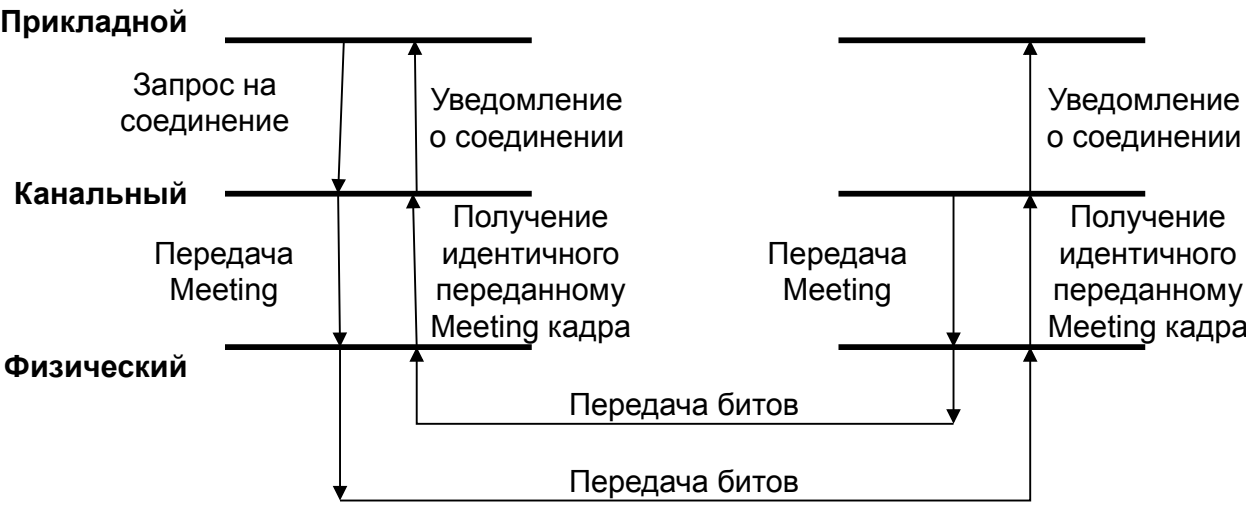 Прикладной
Запрос на
соединение
Уведомление
о соединении
Уведомление
о соединении
Канальный
Передача
Meeting
Получение
идентичного
переданному
Meeting кадра
Передача
Meeting
Получение
идентичного
переданному
Meeting кадра
Физический
Передача битов
Передача битов